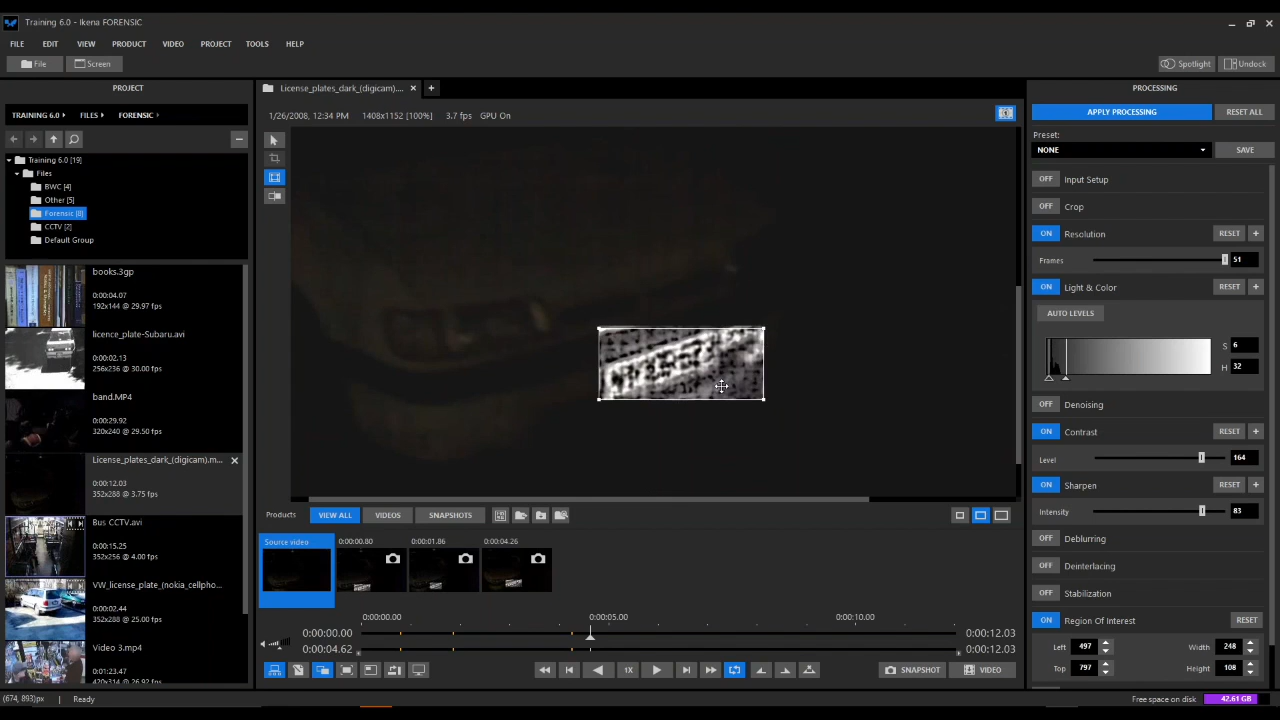 Training 6.0 - Ikena FORENSIC
FILE EDIT VIEW PRODUCT VIDEO PROJECT TOOLS HELP
File Screen Spotlight Undock
PROJECT
TRAINING 6.0 FILES FORENSIC
Training 6.0 [19]
Files
BWC [4]
Other [5]
Forensic [8]
CCTV [2]
Default Group
books.3gp
0:00:04.07
192x144 @ 29.97 fps
licence_plate-Subaru.avi
0:00:02.13
256x236 @ 30.00 fps
band.MP4
0:00:29.92
320x240 @ 29.50 fps
License_plates_dark_(digicam).m...
0:00:12.03
352x288 @ 3.75 fps
Bus CCTV.avi
0:00:15.25
352x256 @ 4.00 fps
VW_license_plate_(nokia_cellpho...
0:00:02.44
352x288 @ 25.00 fps
Video 3.mp4
0:01:23.47
420x314 @ 26.92 fps
License_plates_dark_(digicam)....
1/26/2008, 12:34 PM 1408x1152 [100%] 3.7 fps GPU On
Products VIEW ALL VIDEOS SNAPSHOTS
Source video 0:00:00.80 0:00:01.86 0:00:04.26
0:00:00.00 0:00:05.00 0:00:10.00
0:00:00.00 0:00:12.03
0:00:04.62 0:00:12.03
1X SNAPSHOT VIDEO
PROCESSING
APPLY PROCESSING RESET ALL
Preset:
NONE SAVE
OFF Input Setup
OFF Crop
ON Resolution RESET +
Frames 51
ON Light & Color RESET +
AUTO LEVELS
S 6
H 32
OFF Denoising
ON Contrast RESET +
Level 164
ON Sharpen RESET +
Intensity 83
OFF Deblurring
OFF Deinterlacing
OFF Stabilization
ON Region Of Interest RESET
Left 497 Width 248
Top 797 Height 108
(674, 893)px Ready Free space on disk 42.61 GB